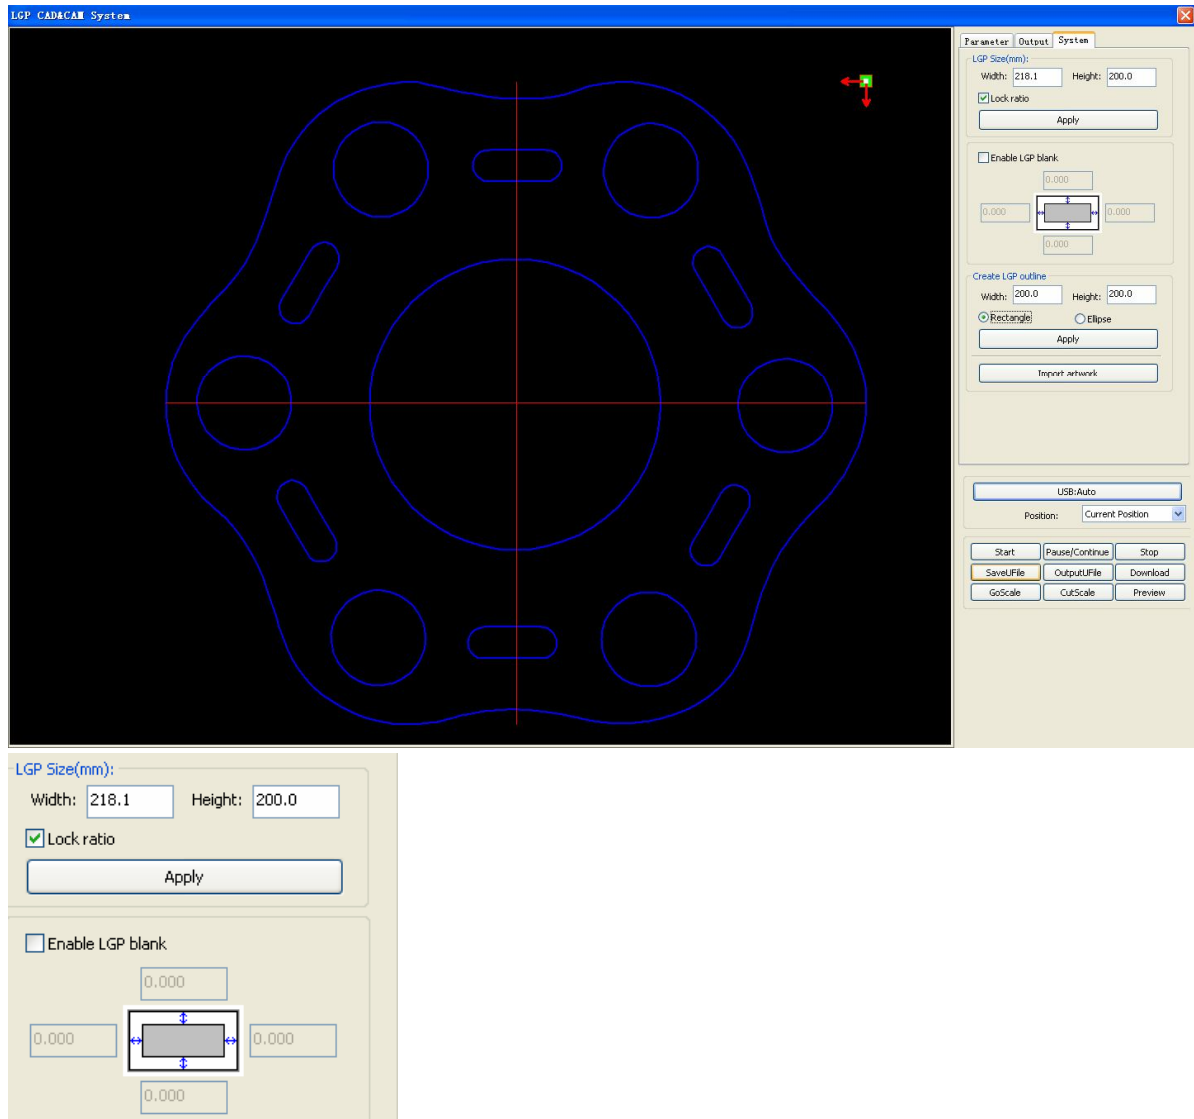 LGP CAD&CAM System
Parameter Output System
LGP Size(mm):
Width: 218.1 Height: 200.0
Lock ratio
Apply
Enable LGP blank
0.000
0.000 0.000
0.000
Create LGP outline
Width: 200.0 Height: 200.0
Rectangle Ellipse
Apply
Import artwork
USB:Auto
Position: Current Position
Start Pause/Continue Stop
SaveUFile OutputUFile Download
GoScale CutScale Preview
LGP Size(mm):
Width: 218.1 Height: 200.0
Lock ratio
Apply
Enable LGP blank
0.000
0.000 0.000
0.000